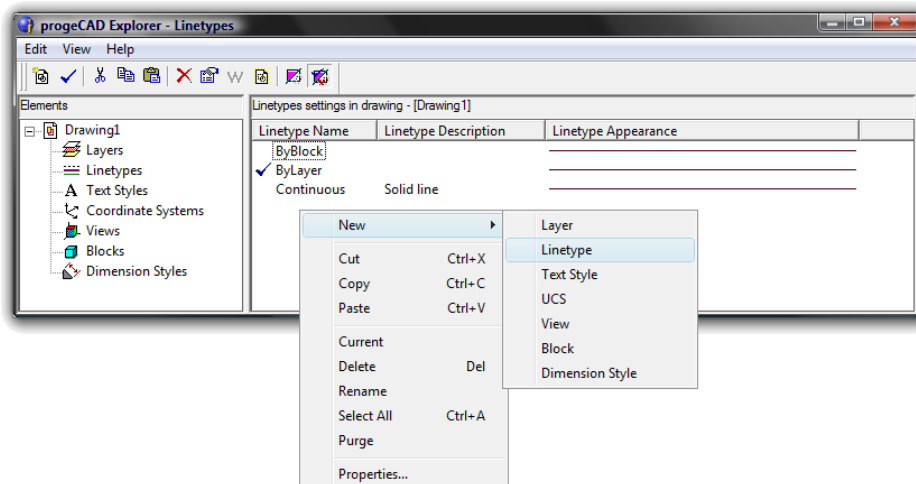 progeCAD Explorer - Linetypes
Edit View Help
Elements
Linetypes settings in drawing - [Drawing1]
Drawing1
Layers
Linetypes
Text Styles
Coordinate Systems
Views
Blocks
Dimension Styles
Linetype Name Linetype Description Linetype Appearance
ByBlock
ByLayer
Continuous Solid line
New
Cut Ctrl+X
Copy Ctrl+C
Paste Ctrl+V
Current
Delete Del
Rename
Select All Ctrl+A
Purge
Properties...
Layer
Linetype
Text Style
UCS
View
Block
Dimension Style